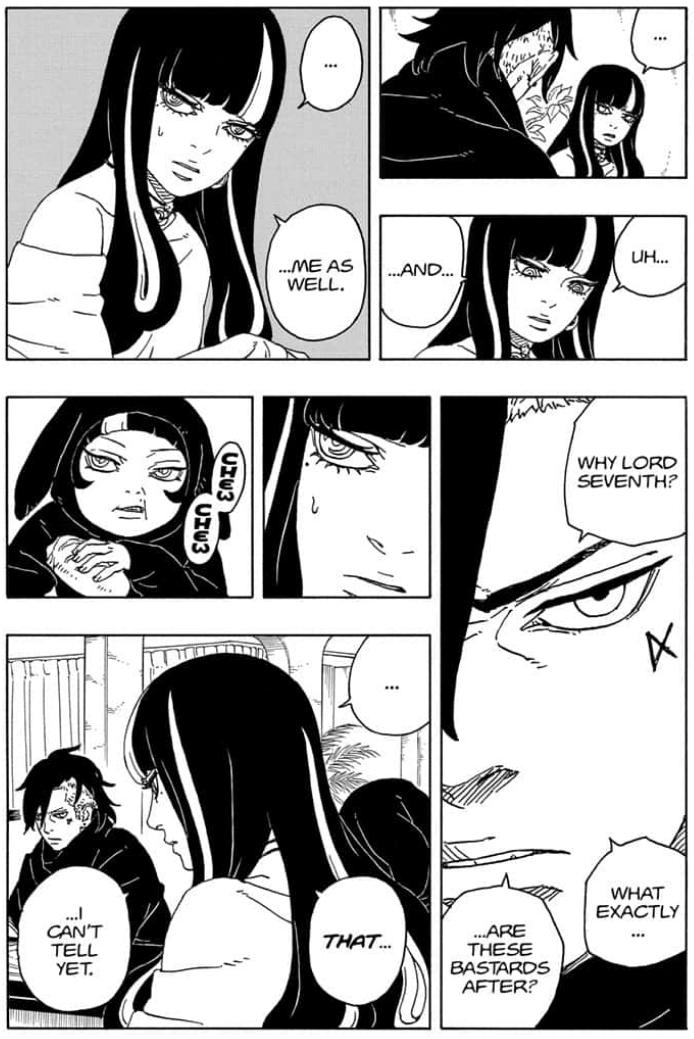 ...
UH...
...AND...
...
...ME AS
WELL.
WHY LORD
SEVENTH?
WHAT
EXACTLY
...
...ARE
THESE
BASTARDS
AFTER?
CHEW
CHEW
...
THAT...
...I
CAN'T
TELL
YET.